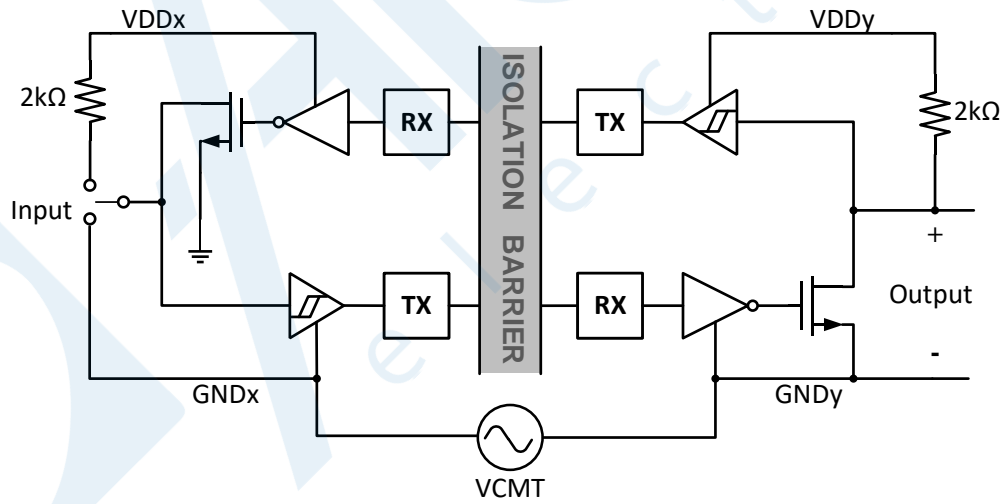 VDDx
VDDy
2kΩ
RX
TX
2kΩ
ISOLATION BARRIER
Input
+
Output
-
TX
RX
GNDx
GNDy
VCMT